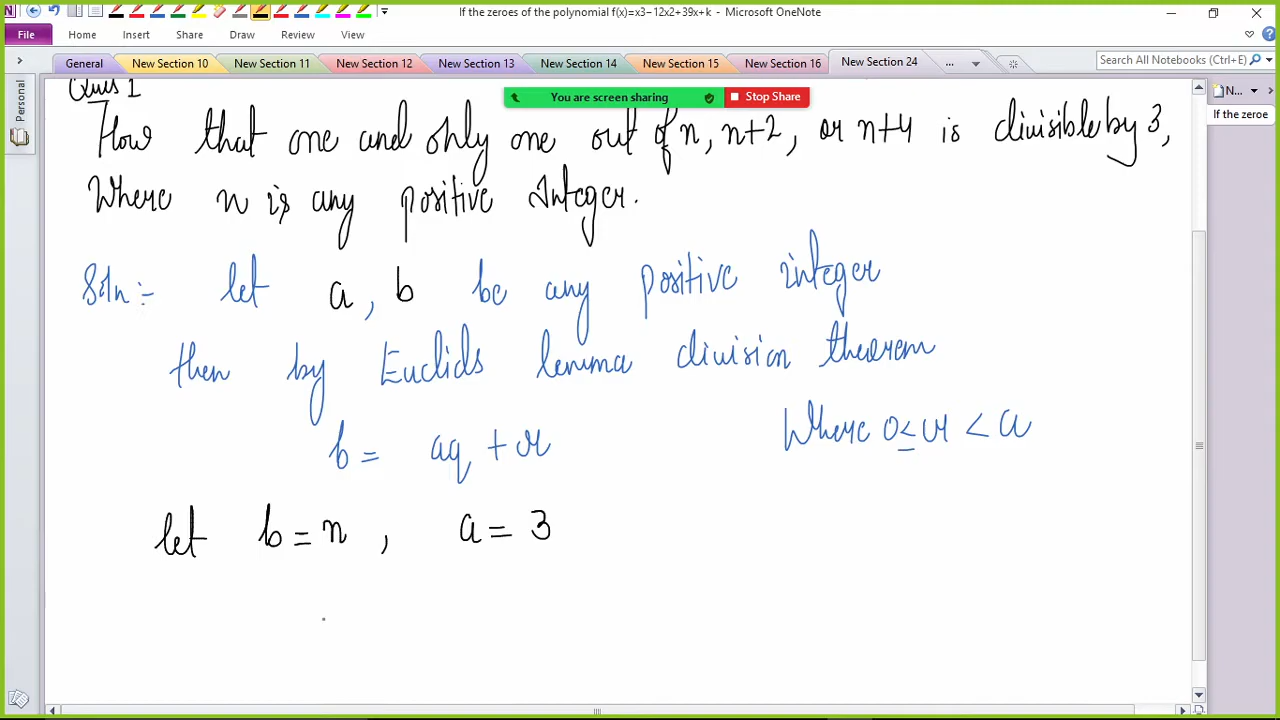 If the zeroes of the polynomial f(x)=x3−12x2+39x+k - Microsoft OneNote
File Home Insert Share Draw Review View
General New Section 10 New Section 11 New Section 12 New Section 13 New Section 14 New Section 15 New Section 16 New Section 24 ... Search All Notebooks (Ctrl+E)
You are screen sharing Stop Share
Personal
N...
If the zeroe
Ques 1
How that one and only one out of n, n+2, or n+4 is divisible by 3,
Where n is any positive Integer.
Soln :- let a, b be any positive integer
then by Euclids lemma division theorem
b = aq + r Where 0≤r < a
let b = n , a = 3